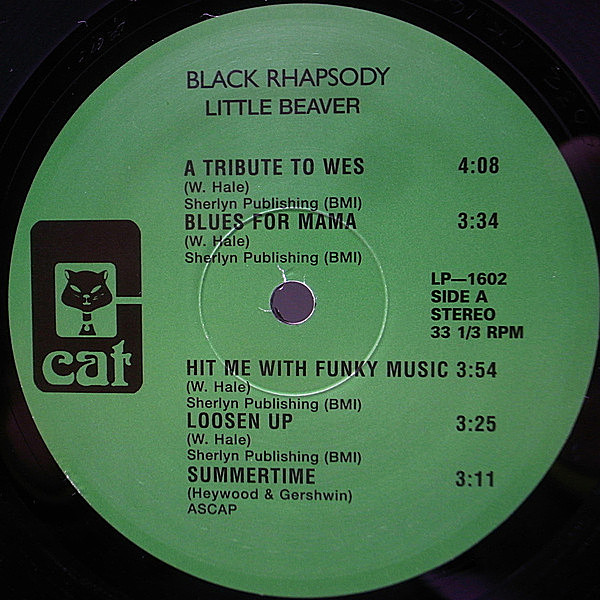 BLACK RHAPSODY
LITTLE BEAVER
A TRIBUTE TO WES 4:08
(W. Hale)
Sherlyn Publishing (BMI)
BLUES FOR MAMA 3:34
(W. Hale)
Sherlyn Publishing (BMI)
LP—1602
SIDE A
STEREO
33 1/3 RPM
cat
HIT ME WITH FUNKY MUSIC 3:54
(W. Hale)
Sherlyn Publishing (BMI)
LOOSEN UP 3:25
(W. Hale)
Sherlyn Publishing (BMI)
SUMMERTIME 3:11
(Heywood & Gershwin)
ASCAP